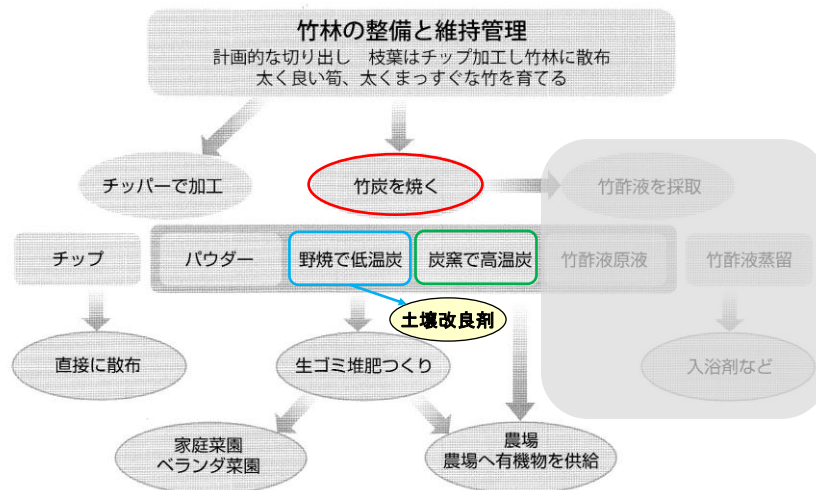 竹林の整備と維持管理
計画的な切り出し　枝葉はチップ加工し竹林に散布
太く良い筍、太くまっすぐな竹を育てる
チッパーで加工
竹炭を焼く
竹酢液を採取
チップ
パウダー
野焼で低温炭
炭窯で高温炭
竹酢液原液
竹酢液蒸留
土壌改良剤
直接に散布
生ゴミ堆肥つくり
入浴剤など
家庭菜園
ベランダ菜園
農場
農場へ有機物を供給